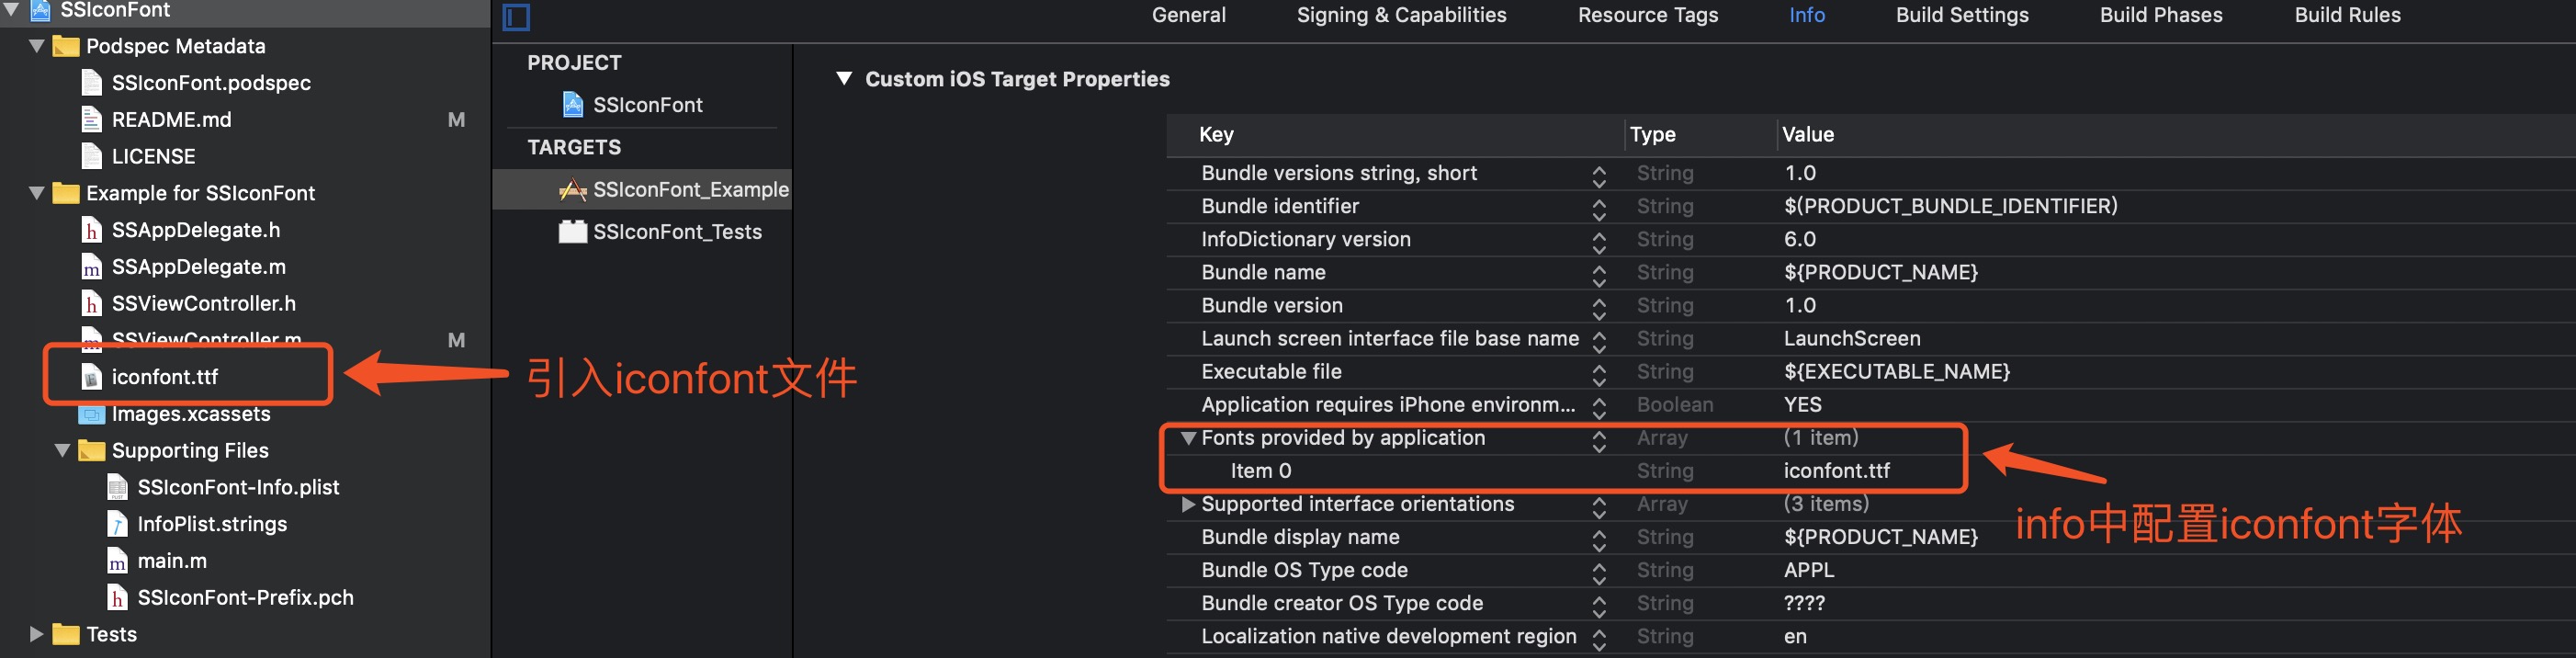 SSIconFont
Podspec Metadata
SSIconFont.podspec
README.md M
LICENSE
Example for SSIconFont
SSAppDelegate.h
SSAppDelegate.m
SSViewController.h
SSViewController.m M
iconfont.ttf
Images.xcassets
Supporting Files
SSIconFont-Info.plist
InfoPlist.strings
main.m
SSIconFont-Prefix.pch
Tests
引入iconfont文件
General Signing & Capabilities Resource Tags Info Build Settings Build Phases Build Rules
PROJECT
SSIconFont
TARGETS
SSIconFont_Example
SSIconFont_Tests
Custom iOS Target Properties
Key Type Value
Bundle versions string, short String 1.0
Bundle identifier String $(PRODUCT_BUNDLE_IDENTIFIER)
InfoDictionary version String 6.0
Bundle name String ${PRODUCT_NAME}
Bundle version String 1.0
Launch screen interface file base name String LaunchScreen
Executable file String ${EXECUTABLE_NAME}
Application requires iPhone environm... Boolean YES
Fonts provided by application Array (1 item)
Item 0 String iconfont.ttf
Supported interface orientations Array (3 items)
Bundle display name String ${PRODUCT_NAME}
Bundle OS Type code String APPL
Bundle creator OS Type code String ????
Localization native development region String en
info中配置iconfont字体